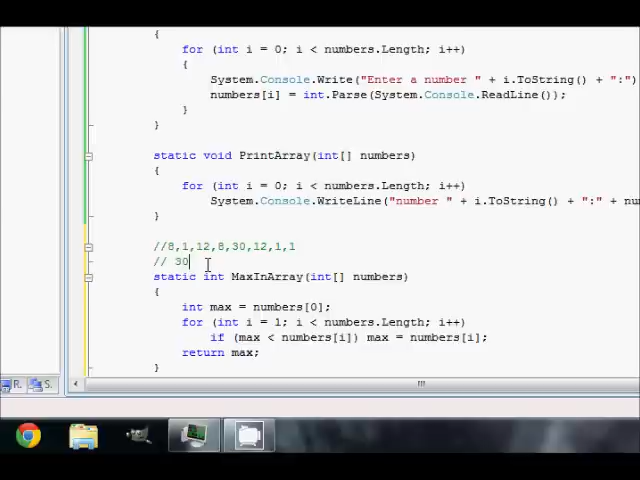 {
for (int i = 0; i < numbers.Length; i++)
{
System.Console.Write("Enter a number " + i.ToString() + ":")
numbers[i] = int.Parse(System.Console.ReadLine());
}
}
static void PrintArray(int[] numbers)
{
for (int i = 0; i < numbers.Length; i++)
System.Console.WriteLine("number " + i.ToString() + ":" + nu
}
//8,1,12,8,30,12,1,1
// 30
static int MaxInArray(int[] numbers)
{
int max = numbers[0];
for (int i = 1; i < numbers.Length; i++)
if (max < numbers[i]) max = numbers[i];
return max;
}
R.
S.